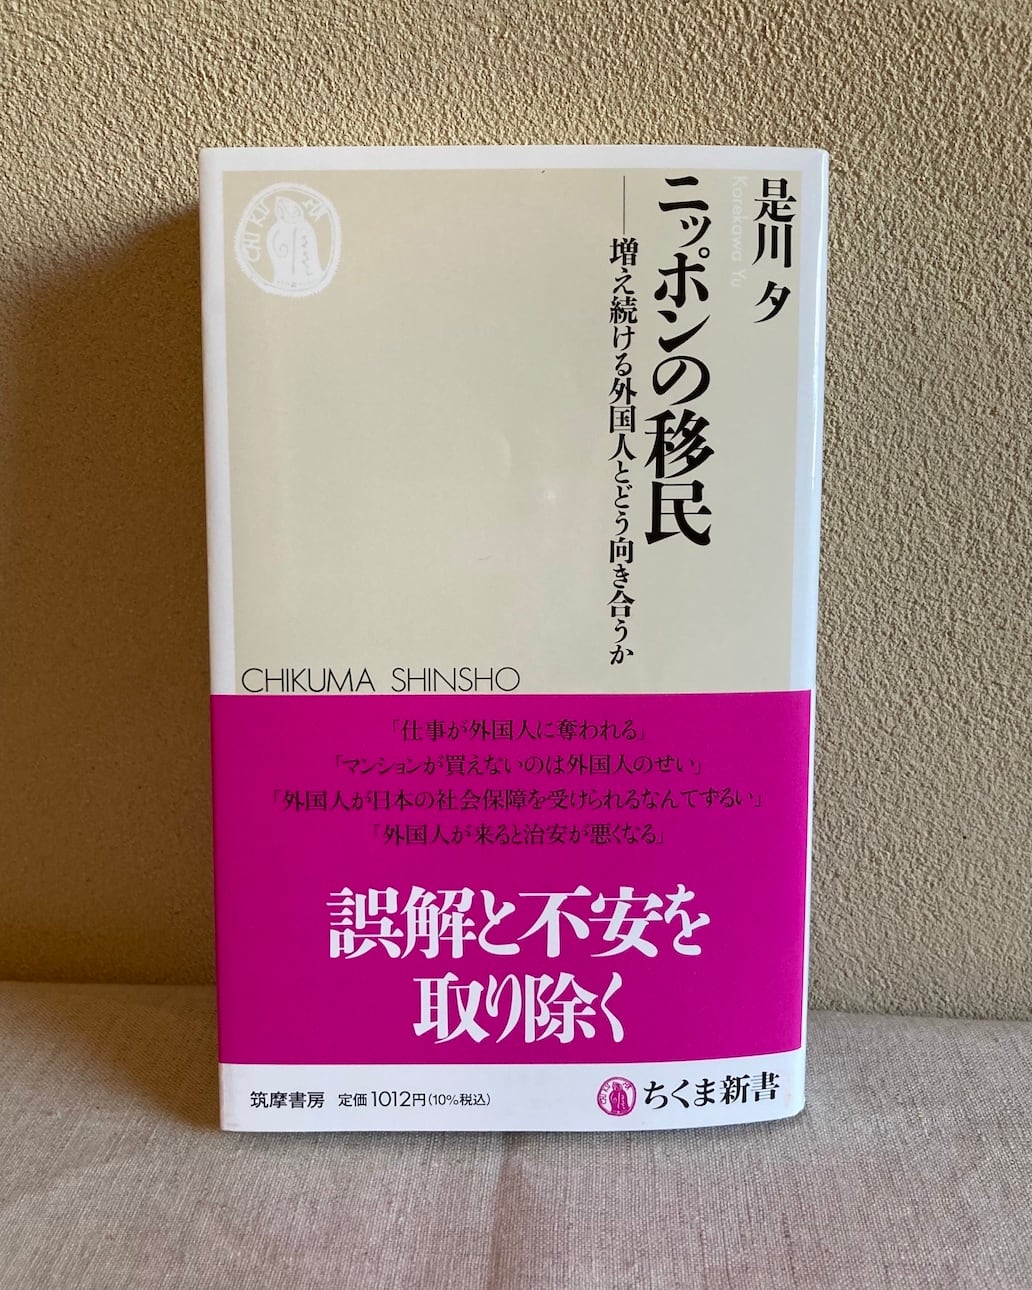 是川 夕
Korekawa Yu
ニッポンの移民
――増え続ける外国人とどう向き合うか
CHIKUMA
CHIKUMA SHINSHO
「仕事が外国人に奪われる」
「マンションが買えないのは外国人のせい」
「外国人が日本の社会保障を受けられるなんてずるい」
「外国人が来ると治安が悪くなる」
誤解と不安を
取り除く
筑摩書房 定価1012円(10%税込)
ちくま新書